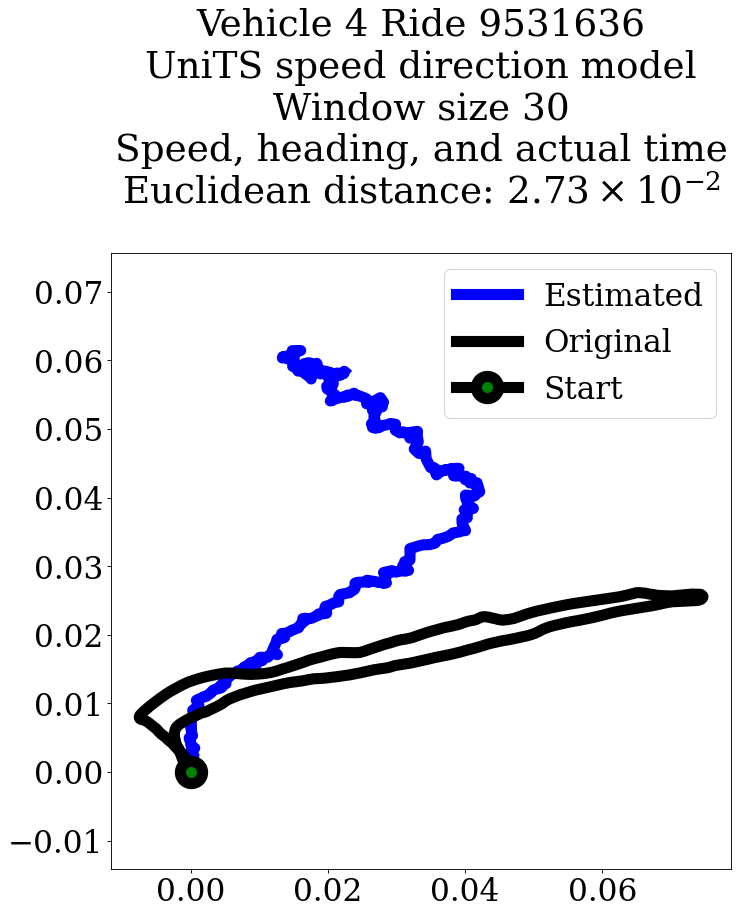 Vehicle 4 Ride 9531636
UniTS speed direction model
Window size 30
Speed, heading, and actual time
Euclidean distance: 2.73 × 10⁻²
Estimated
Original
Start
0.07
0.06
0.05
0.04
0.03
0.02
0.01
0.00
−0.01
0.00 0.02 0.04 0.06